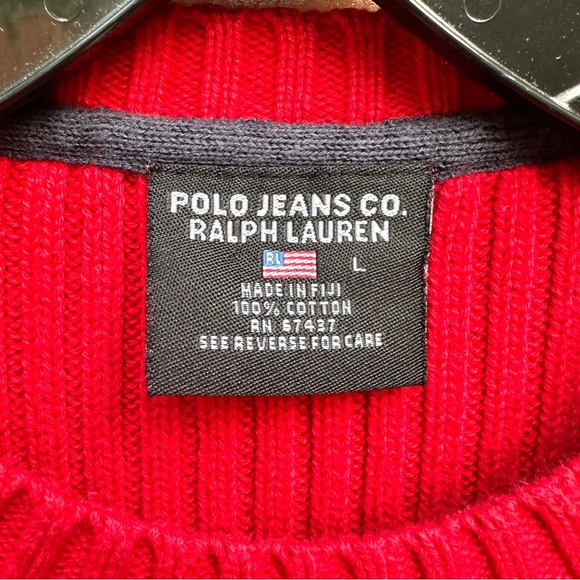 POLO JEANS CO.
RALPH LAUREN
RL L
MADE IN FIJI
100% COTTON
RN 67437
SEE REVERSE FOR CARE